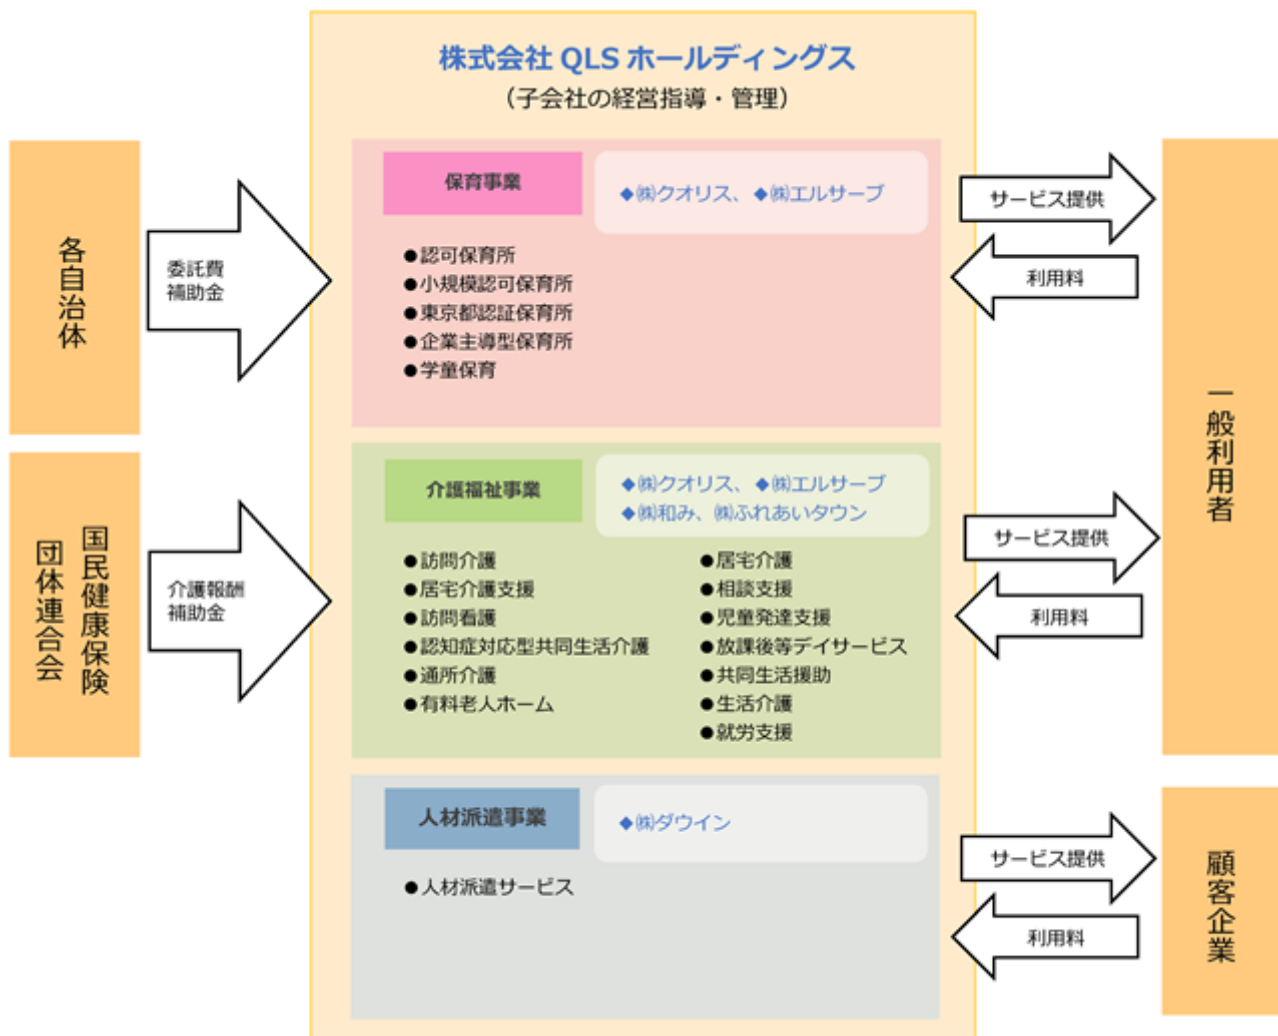 株式会社 QLS ホールディングス
（子会社の経営指導・管理）
各自治体
委託費
補助金
保育事業
◆㈱クオリス、◆㈱エルサーブ
●認可保育所
●小規模認可保育所
●東京都認証保育所
●企業主導型保育所
●学童保育
サービス提供
利用料
一般利用者
国民健康保険
団体連合会
介護報酬
補助金
介護福祉事業
◆㈱クオリス、◆㈱エルサーブ
◆㈱和み、㈱ふれあいタウン
●訪問介護
●居宅介護支援
●訪問看護
●認知症対応型共同生活介護
●通所介護
●有料老人ホーム
●居宅介護
●相談支援
●児童発達支援
●放課後等デイサービス
●共同生活援助
●生活介護
●就労支援
サービス提供
利用料
人材派遣事業
◆㈱ダウイン
●人材派遣サービス
サービス提供
利用料
顧客企業